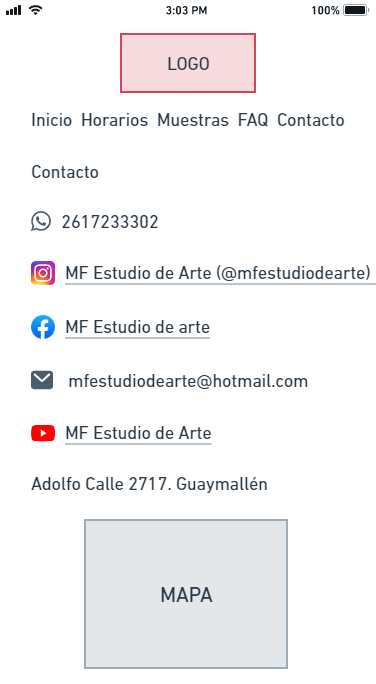 3:03 PM 100%
LOGO
Inicio Horarios Muestras FAQ Contacto
Contacto
2617233302
MF Estudio de Arte (@mfestudiodearte)
MF Estudio de arte
mfestudiodearte@hotmail.com
MF Estudio de Arte
Adolfo Calle 2717. Guaymallén
MAPA